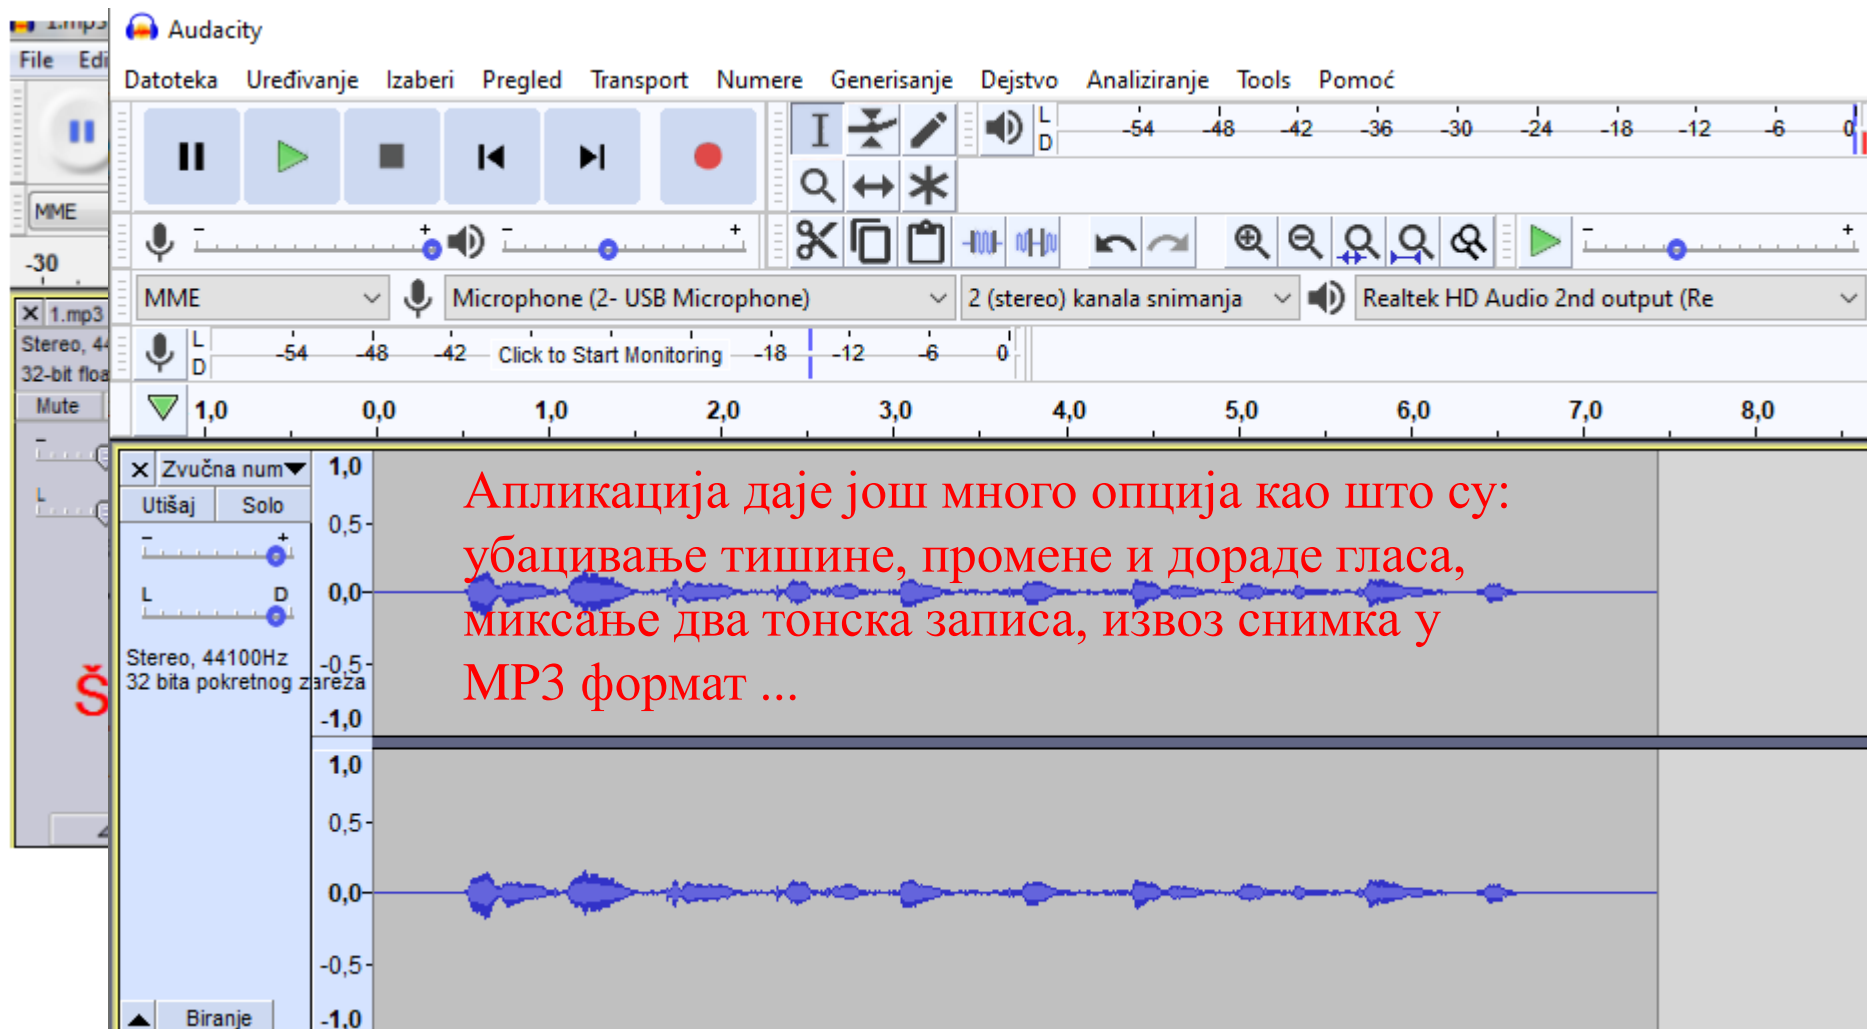 1.mp3
File Edi
MME
-30
1.mp3
Stereo, 44
32-bit floa
Mute
L
Š
Audacity
Datoteka Uređivanje Izaberi Pregled Transport Numere Generisanje Dejstvo Analiziranje Tools Pomoć
L
D
-54 -48 -42 -36 -30 -24 -18 -12 -6 0
- + - + - +
MME Microphone (2- USB Microphone) 2 (stereo) kanala snimanja Realtek HD Audio 2nd output (Re
L
D
-54 -48 -42 Click to Start Monitoring -18 -12 -6 0
1,0 0,0 1,0 2,0 3,0 4,0 5,0 6,0 7,0 8,0
Zvučna num 1,0
Utišaj Solo
0,5
- +
L D
0,0
Stereo, 44100Hz
32 bita pokretnog zareza
-0,5
-1,0
Апликација даје још много опција као што су:
убацивање тишине, промене и дораде гласа,
миксање два тонска записа, извоз снимка у
MP3 формат ...
1,0
0,5
0,0
-0,5
Biranje -1,0